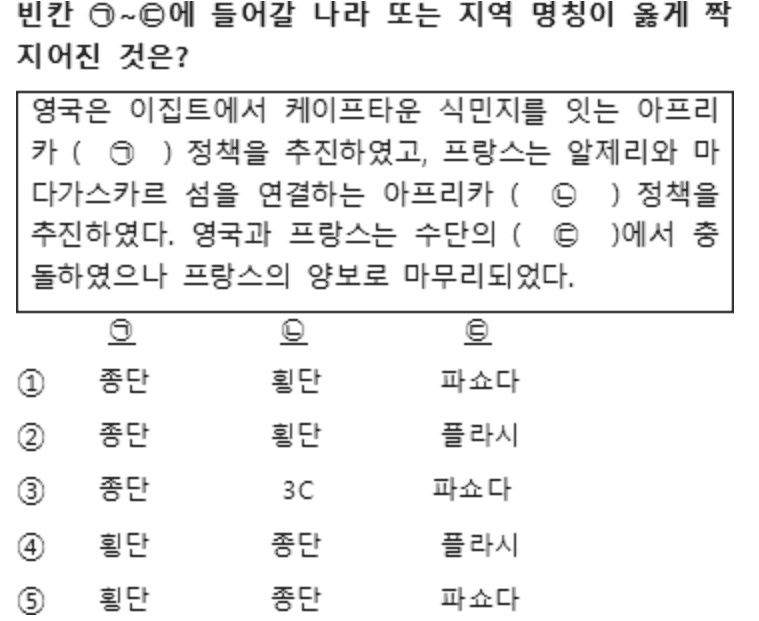 빈칸 ㉠~㉢에 들어갈 나라 또는 지역 명칭이 옳게 짝
지어진 것은?
영국은 이집트에서 케이프타운 식민지를 잇는 아프리
카 ( ㉠ ) 정책을 추진하였고, 프랑스는 알제리와 마
다가스카르 섬을 연결하는 아프리카 ( ㉡ ) 정책을
추진하였다. 영국과 프랑스는 수단의 ( ㉢ )에서 충
돌하였으나 프랑스의 양보로 마무리되었다.
㉠ ㉡ ㉢
① 종단 횡단 파쇼다
② 종단 횡단 플라시
③ 종단 3C 파쇼다
④ 횡단 종단 플라시
⑤ 횡단 종단 파쇼다